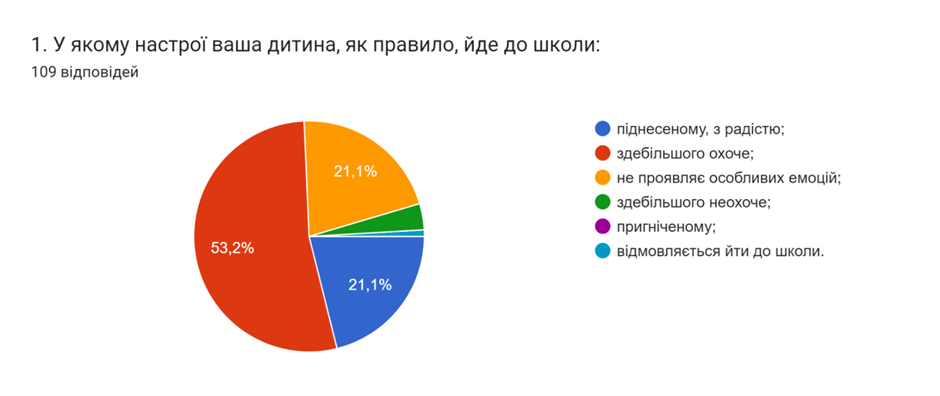 1. У якому настрої ваша дитина, як правило, йде до школи:
109 відповідей
піднесеному, з радістю;
здебільшого охоче;
не проявляє особливих емоцій;
здебільшого неохоче;
пригніченому;
відмовляється йти до школи.
21,1%
53,2%
21,1%